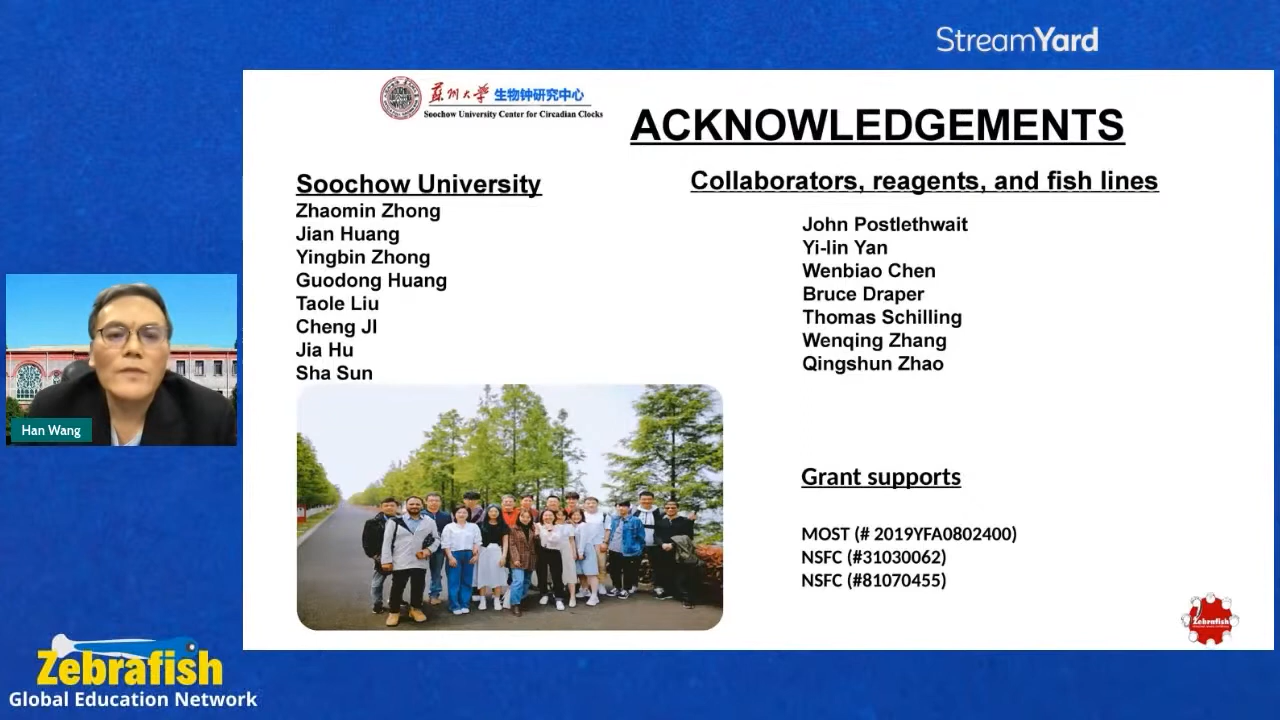 StreamYard
蘇州大學 生物钟研究中心
Soochow University Center for Circadian Clocks
ACKNOWLEDGEMENTS
Soochow University
Zhaomin Zhong
Jian Huang
Yingbin Zhong
Guodong Huang
Taole Liu
Cheng JI
Jia Hu
Sha Sun
Collaborators, reagents, and fish lines
John Postlethwait
Yi-lin Yan
Wenbiao Chen
Bruce Draper
Thomas Schilling
Wenqing Zhang
Qingshun Zhao
Grant supports
MOST (# 2019YFA0802400)
NSFC (#31030062)
NSFC (#81070455)
Han Wang
Zebrafish
Global Education Network
Zebrafish